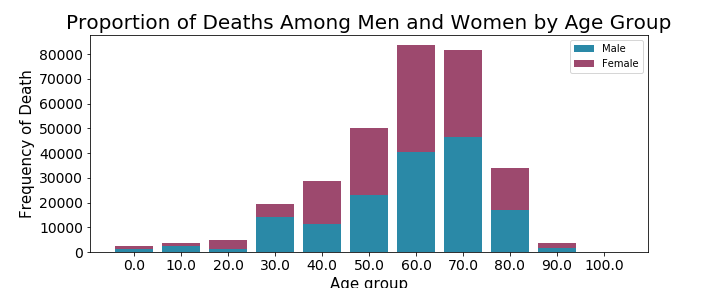 Proportion of Deaths Among Men and Women by Age Group
Male
Female
Frequency of Death
80000
70000
60000
50000
40000
30000
20000
10000
0
0.0 10.0 20.0 30.0 40.0 50.0 60.0 70.0 80.0 90.0 100.0
Age group